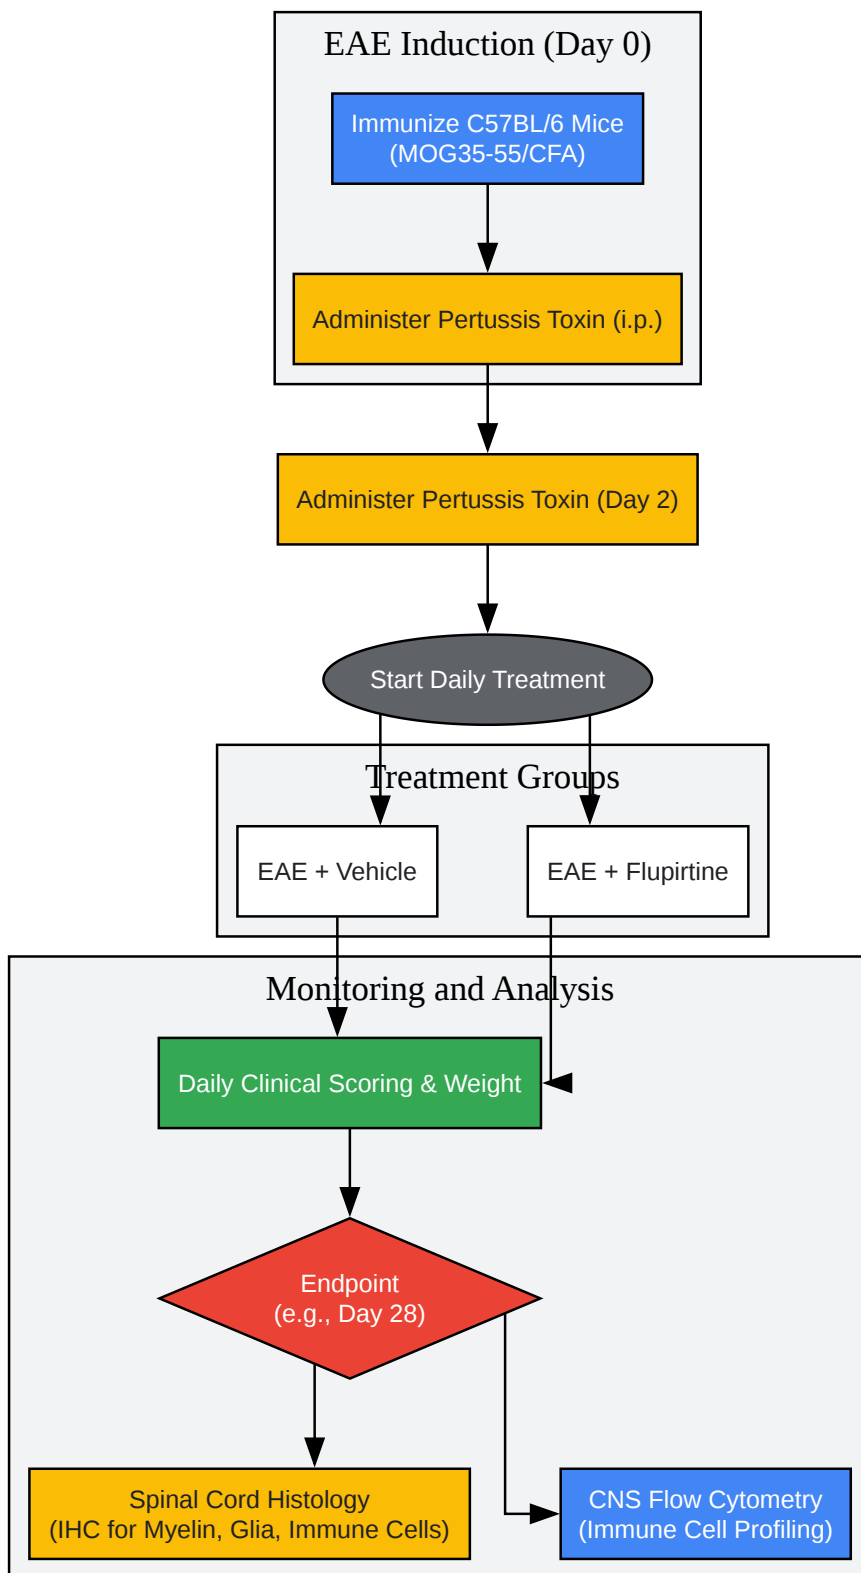 EAE Induction (Day 0)
Immunize C57BL/6 Mice
(MOG35-55/CFA)
Administer Pertussis Toxin (i.p.)
Administer Pertussis Toxin (Day 2)
Start Daily Treatment
Treatment Groups
EAE + Vehicle
EAE + Flupirtine
Monitoring and Analysis
Daily Clinical Scoring & Weight
Endpoint
(e.g., Day 28)
Spinal Cord Histology
(IHC for Myelin, Glia, Immune Cells)
CNS Flow Cytometry
(Immune Cell Profiling)